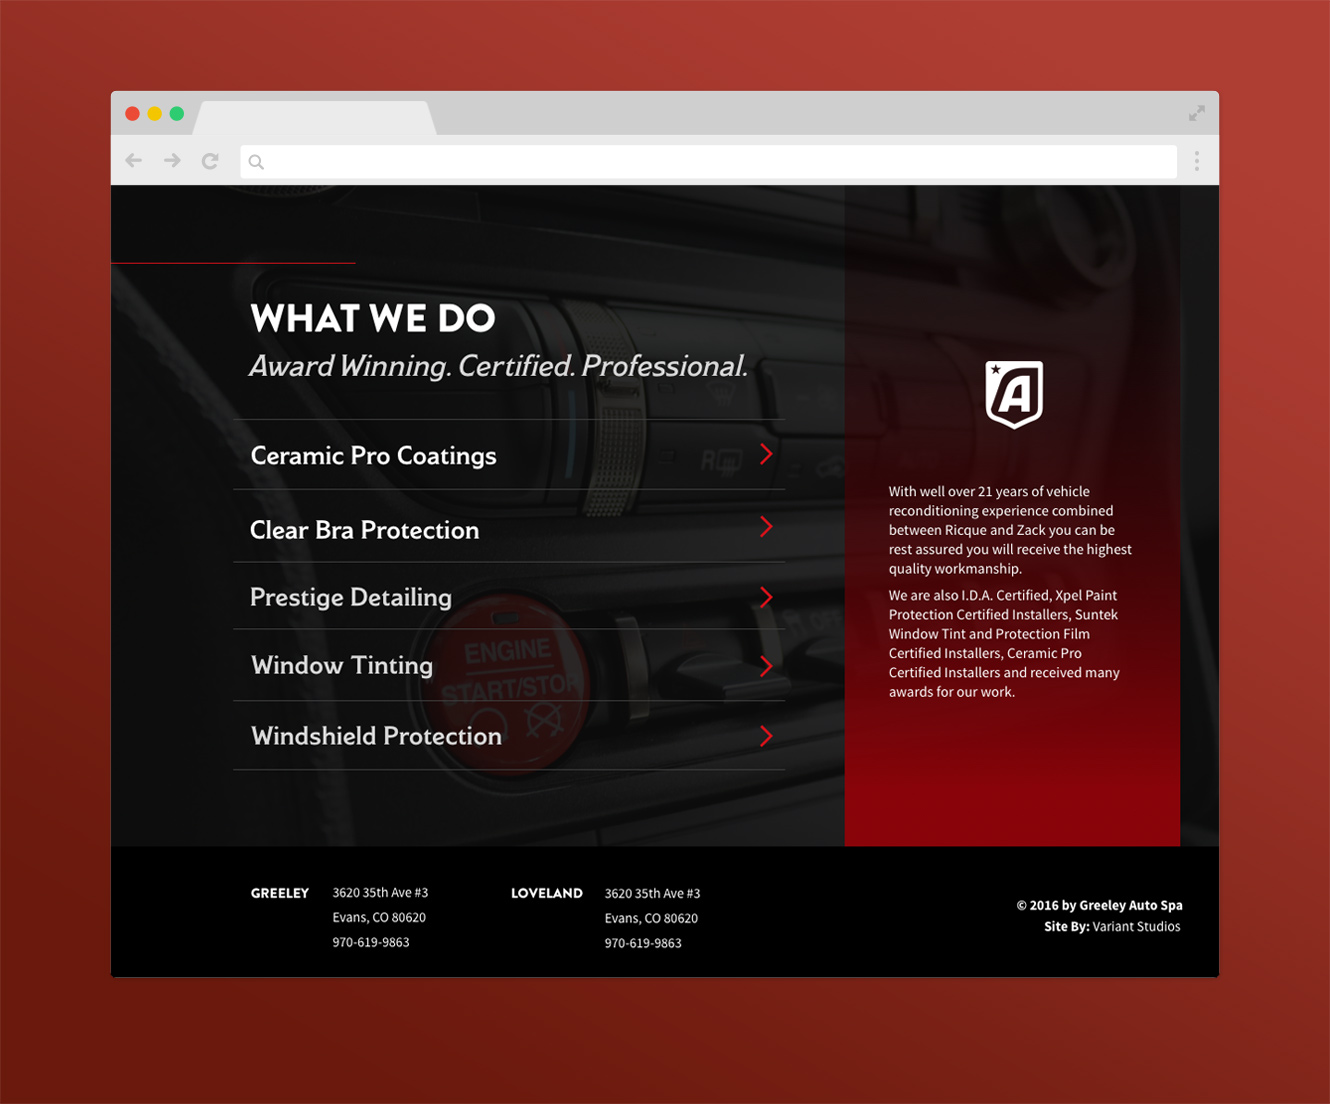 WHAT WE DO
Award Winning. Certified. Professional.
Ceramic Pro Coatings
Clear Bra Protection
Prestige Detailing
Window Tinting
Windshield Protection
ENGINE
START/STOP
A
OFF
A
With well over 21 years of vehicle
reconditioning experience combined
between Ricque and Zack you can be
rest assured you will receive the highest
quality workmanship.
We are also I.D.A. Certified, Xpel Paint
Protection Certified Installers, Suntek
Window Tint and Protection Film
Certified Installers, Ceramic Pro
Certified Installers and received many
awards for our work.
GREELEY
3620 35th Ave #3
Evans, CO 80620
970-619-9863
LOVELAND
3620 35th Ave #3
Evans, CO 80620
970-619-9863
© 2016 by Greeley Auto Spa
Site By: Variant Studios